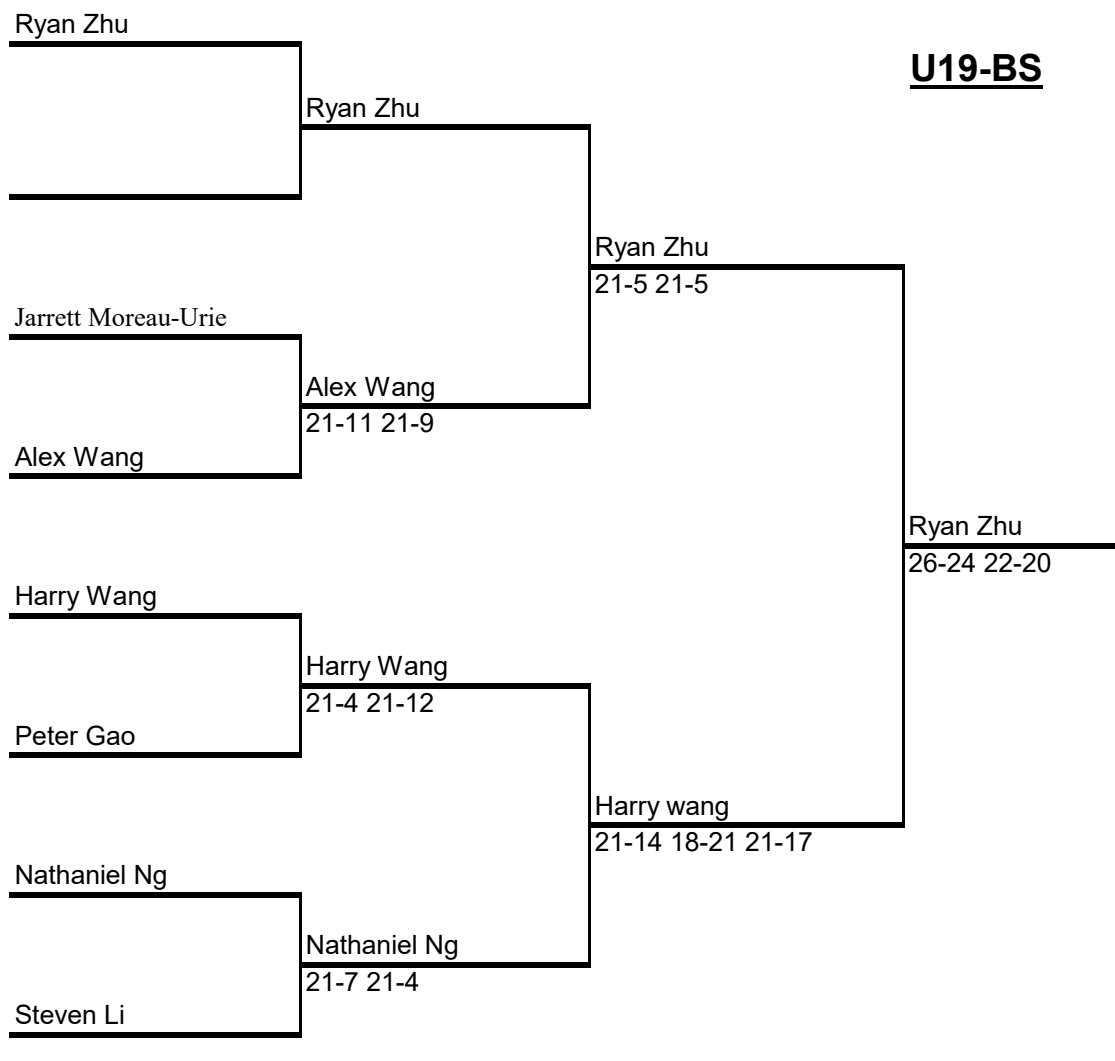 Ryan Zhu
U19-BS
Ryan Zhu
Ryan Zhu
21-5 21-5
Jarrett Moreau-Urie
Alex Wang
21-11 21-9
Alex Wang
Ryan Zhu
26-24 22-20
Harry Wang
Harry Wang
21-4 21-12
Peter Gao
Harry wang
21-14 18-21 21-17
Nathaniel Ng
Nathaniel Ng
21-7 21-4
Steven Li